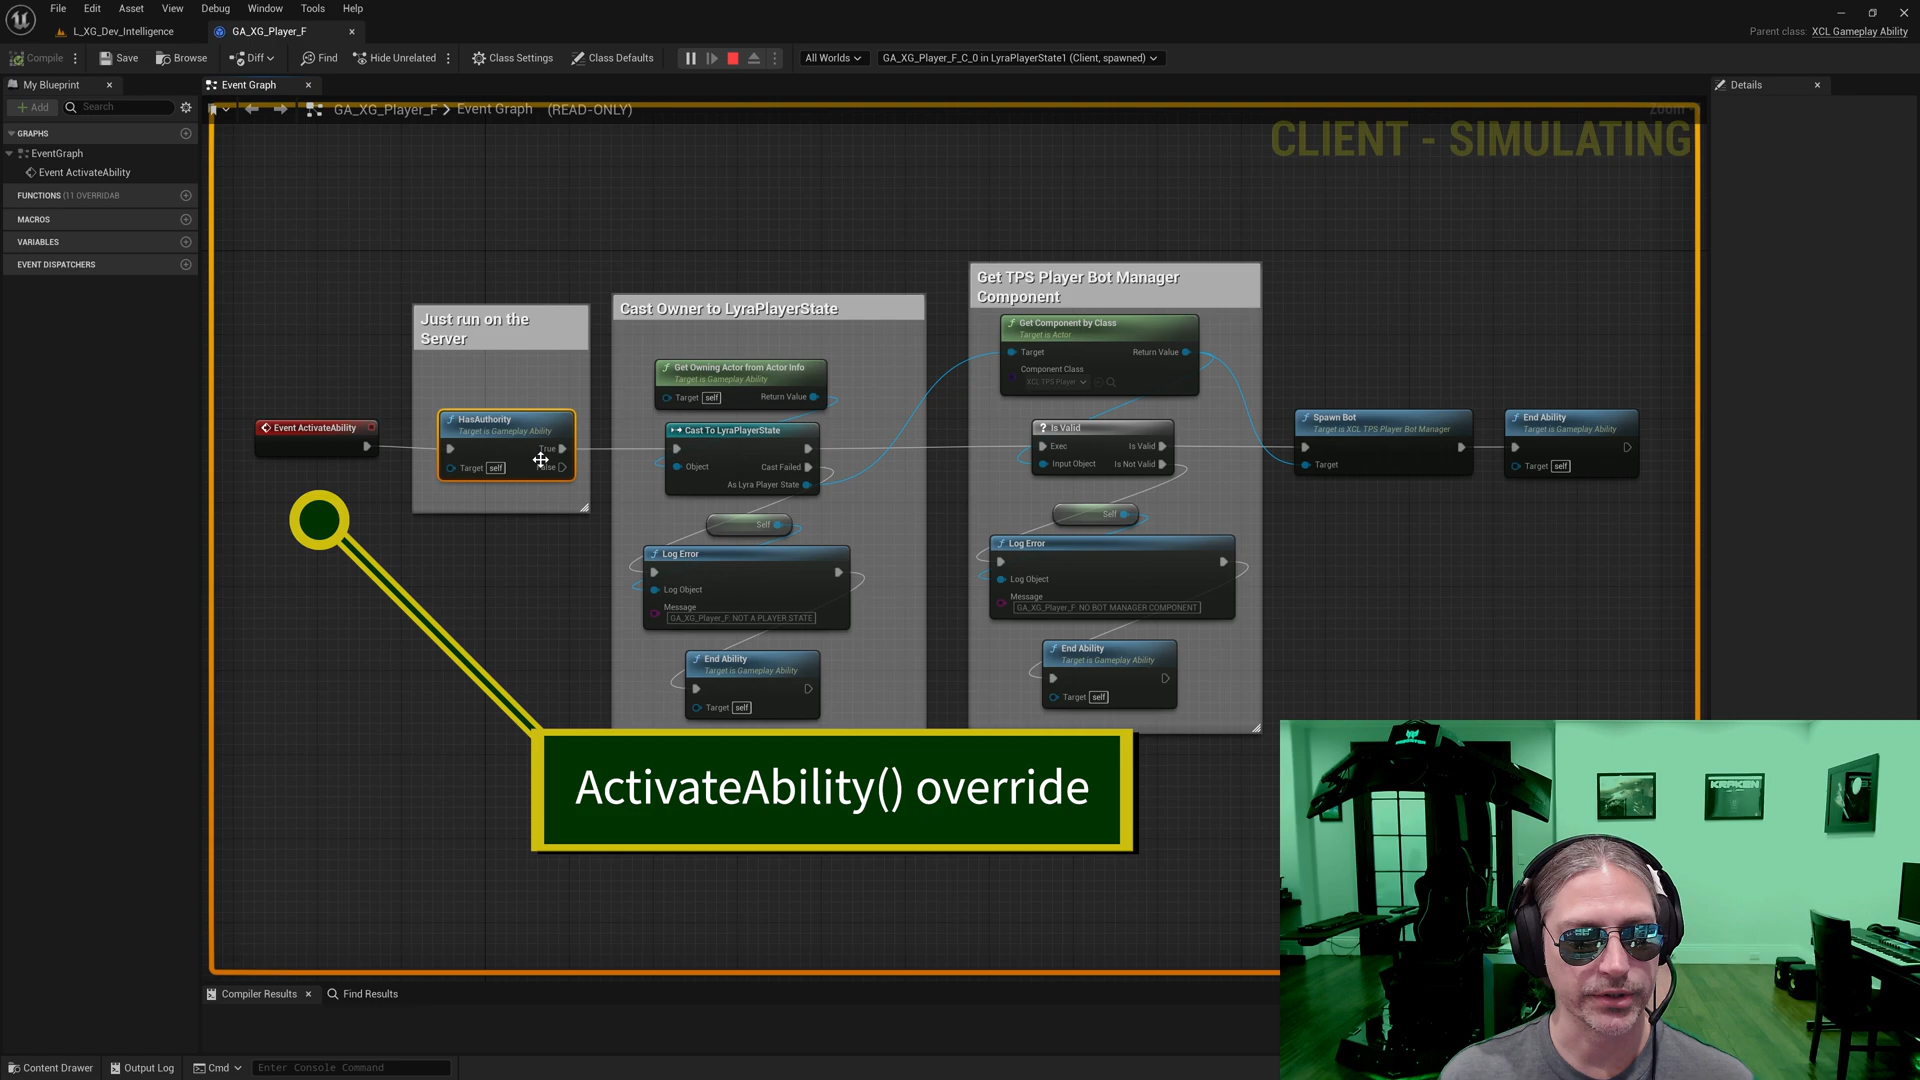 File Edit Asset View Debug Window Tools Help
L_XG_Dev_Intelligence
GA_XG_Player_F
Parent class: XCL Gameplay Ability
Compile
Save
Browse
Diff
Find
Hide Unrelated
Class Settings
Class Defaults
All Worlds
GA_XG_Player_F_C_0 in LyraPlayerState1 (Client, spawned)
My Blueprint
Event Graph
Details
Add
Search
GA_XG_Player_F > Event Graph (READ-ONLY)
Zoom
CLIENT - SIMULATING
GRAPHS
EventGraph
Event ActivateAbility
FUNCTIONS (11 OVERRIDAB
MACROS
VARIABLES
EVENT DISPATCHERS
Event ActivateAbility
Just run on the
Server
HasAuthority
Target is Gameplay Ability
True
Target self
False
Cast Owner to LyraPlayerState
Get Owning Actor from Actor Info
Target is Gameplay Ability
Target self
Return Value
Cast To LyraPlayerState
Object
Cast Failed
As Lyra Player State
Self
Log Error
Log Object
Message
GA_XG_Player_F: NOT A PLAYER STATE
End Ability
Target is Gameplay Ability
Target self
Get TPS Player Bot Manager
Component
Get Component by Class
Target is Actor
Target
Return Value
Component Class
XCL TPS Player
Is Valid
Exec
Is Valid
Input Object
Is Not Valid
Self
Log Error
Log Object
Message
GA_XG_Player_F: NO BOT MANAGER COMPONENT
End Ability
Target is Gameplay Ability
Target self
Spawn Bot
Target is XCL TPS Player Bot Manager
Target
End Ability
Target is Gameplay Ability
Target self
ActivateAbility() override
PREDATOR
KRAKEN
Compiler Results
Find Results
Content Drawer
Output Log
Cmd
Enter Console Command